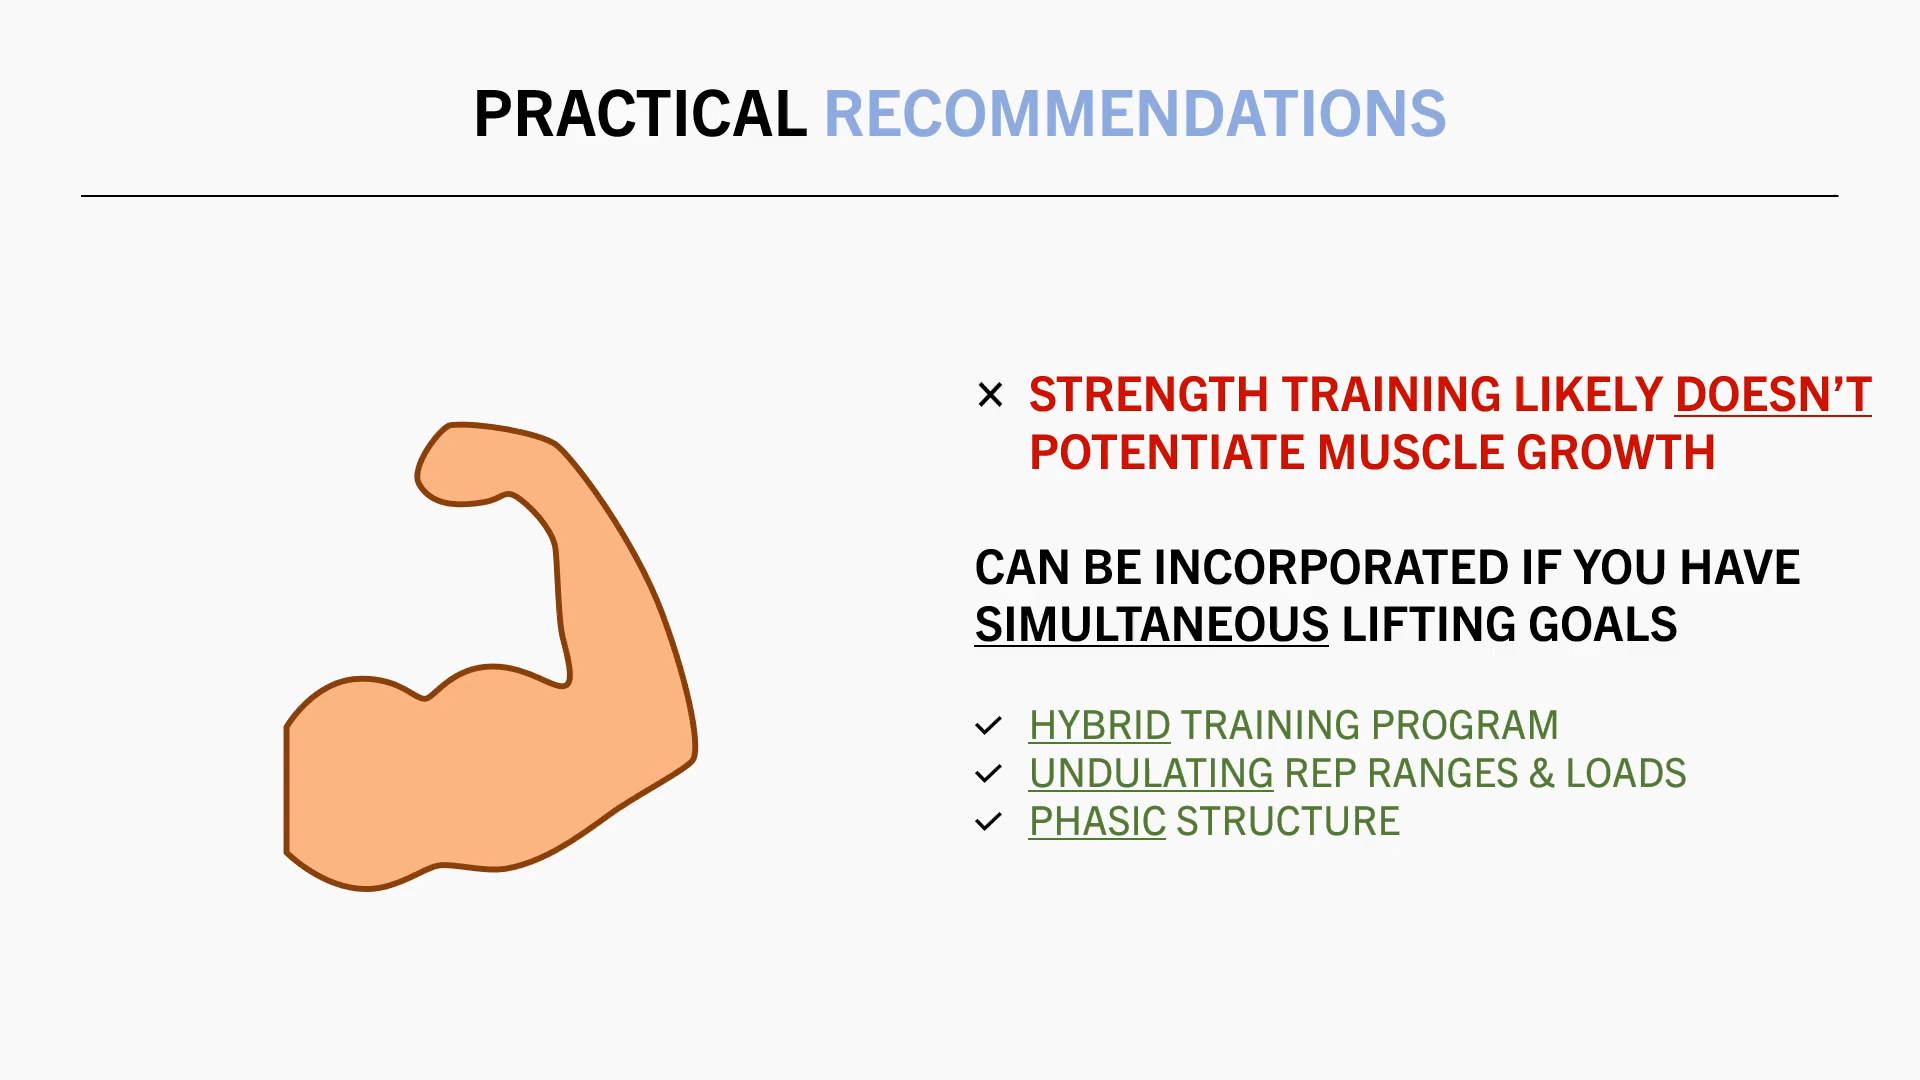 PRACTICAL RECOMMENDATIONS
STRENGTH TRAINING LIKELY DOESN’T
POTENTIATE MUSCLE GROWTH
CAN BE INCORPORATED IF YOU HAVE
SIMULTANEOUS LIFTING GOALS
HYBRID TRAINING PROGRAM
UNDULATING REP RANGES & LOADS
PHASIC STRUCTURE